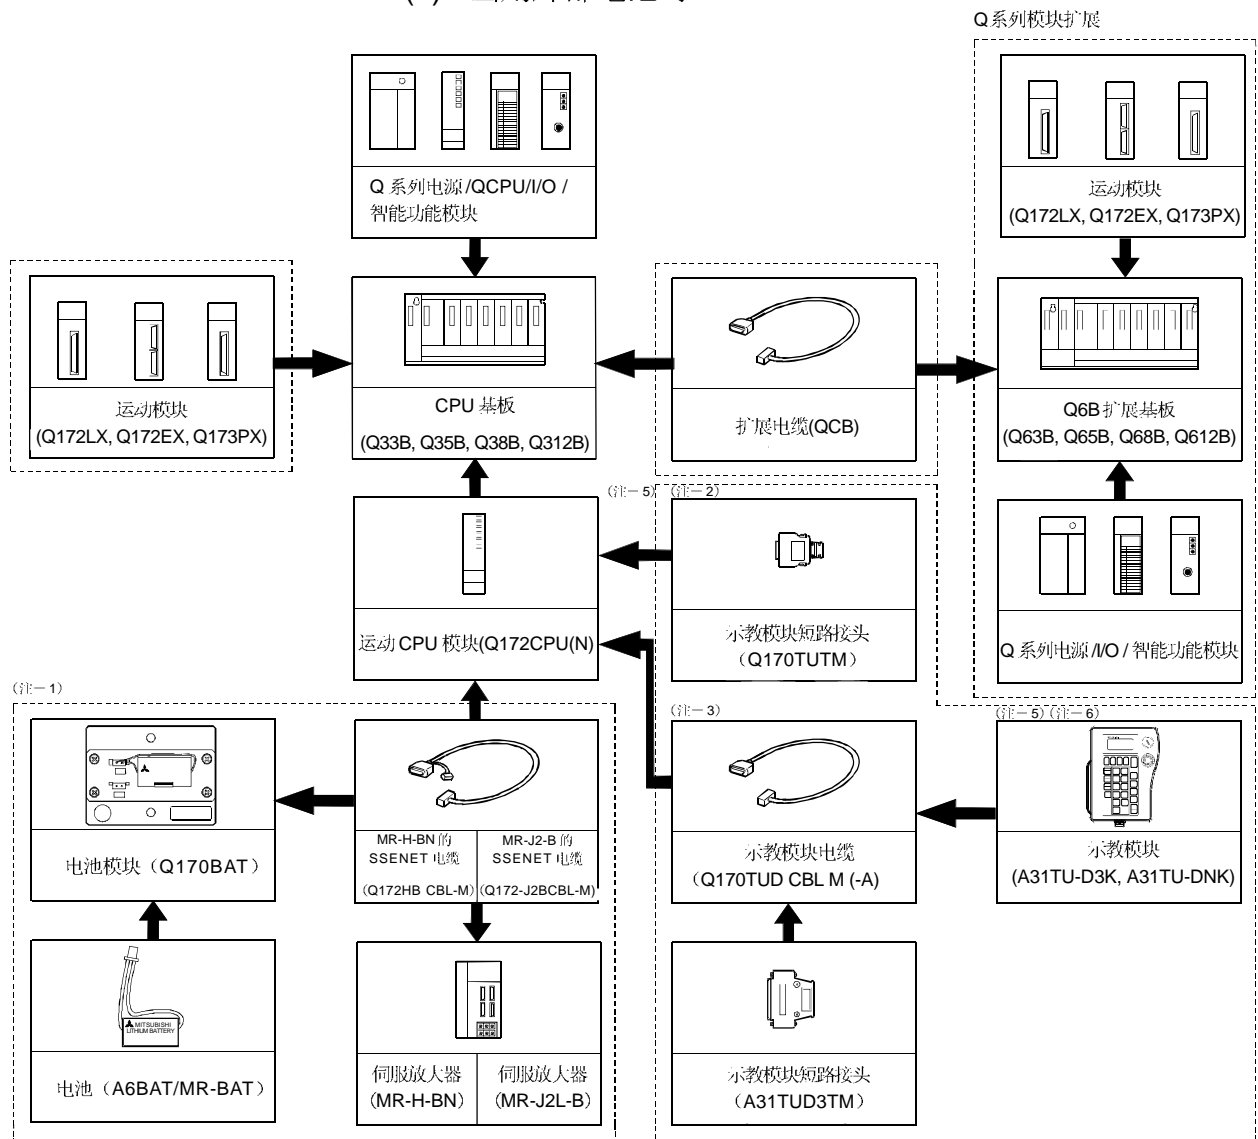 Q系列模块扩展
Q 系列电源/QCPU/I/O /
智能功能模块
运动模块
(Q172LX, Q172EX, Q173PX)
运动模块
(Q172LX, Q172EX, Q173PX)
CPU 基板
(Q33B, Q35B, Q38B, Q312B)
扩展电缆(QCB)
Q6B 扩展基板
(Q63B, Q65B, Q68B, Q612B)
(注－5) (注－2)
运动 CPU 模块(Q172CPU(N)
示教模块短路接头
(Q170TUTM)
Q 系列电源/I/O / 智能功能模块
(注－1)
(注－3)
(注－5) (注－6)
电池模块 (Q170BAT)
MR-H-BN 的
SSENET 电缆
(Q172HB CBL-M)
MR-J2-B 的
SSENET 电缆
(Q172-J2BCBL-M)
示教模块电缆
(Q170TUD CBL M (-A)
示教模块
(A31TU-D3K, A31TU-DNK)
MITSUBISHI
LITHIUM BATTERY
电池 (A6BAT/MR-BAT)
伺服放大器
(MR-H-BN)
伺服放大器
(MR-J2L-B)
示教模块短路接头
(A31TUD3TM)